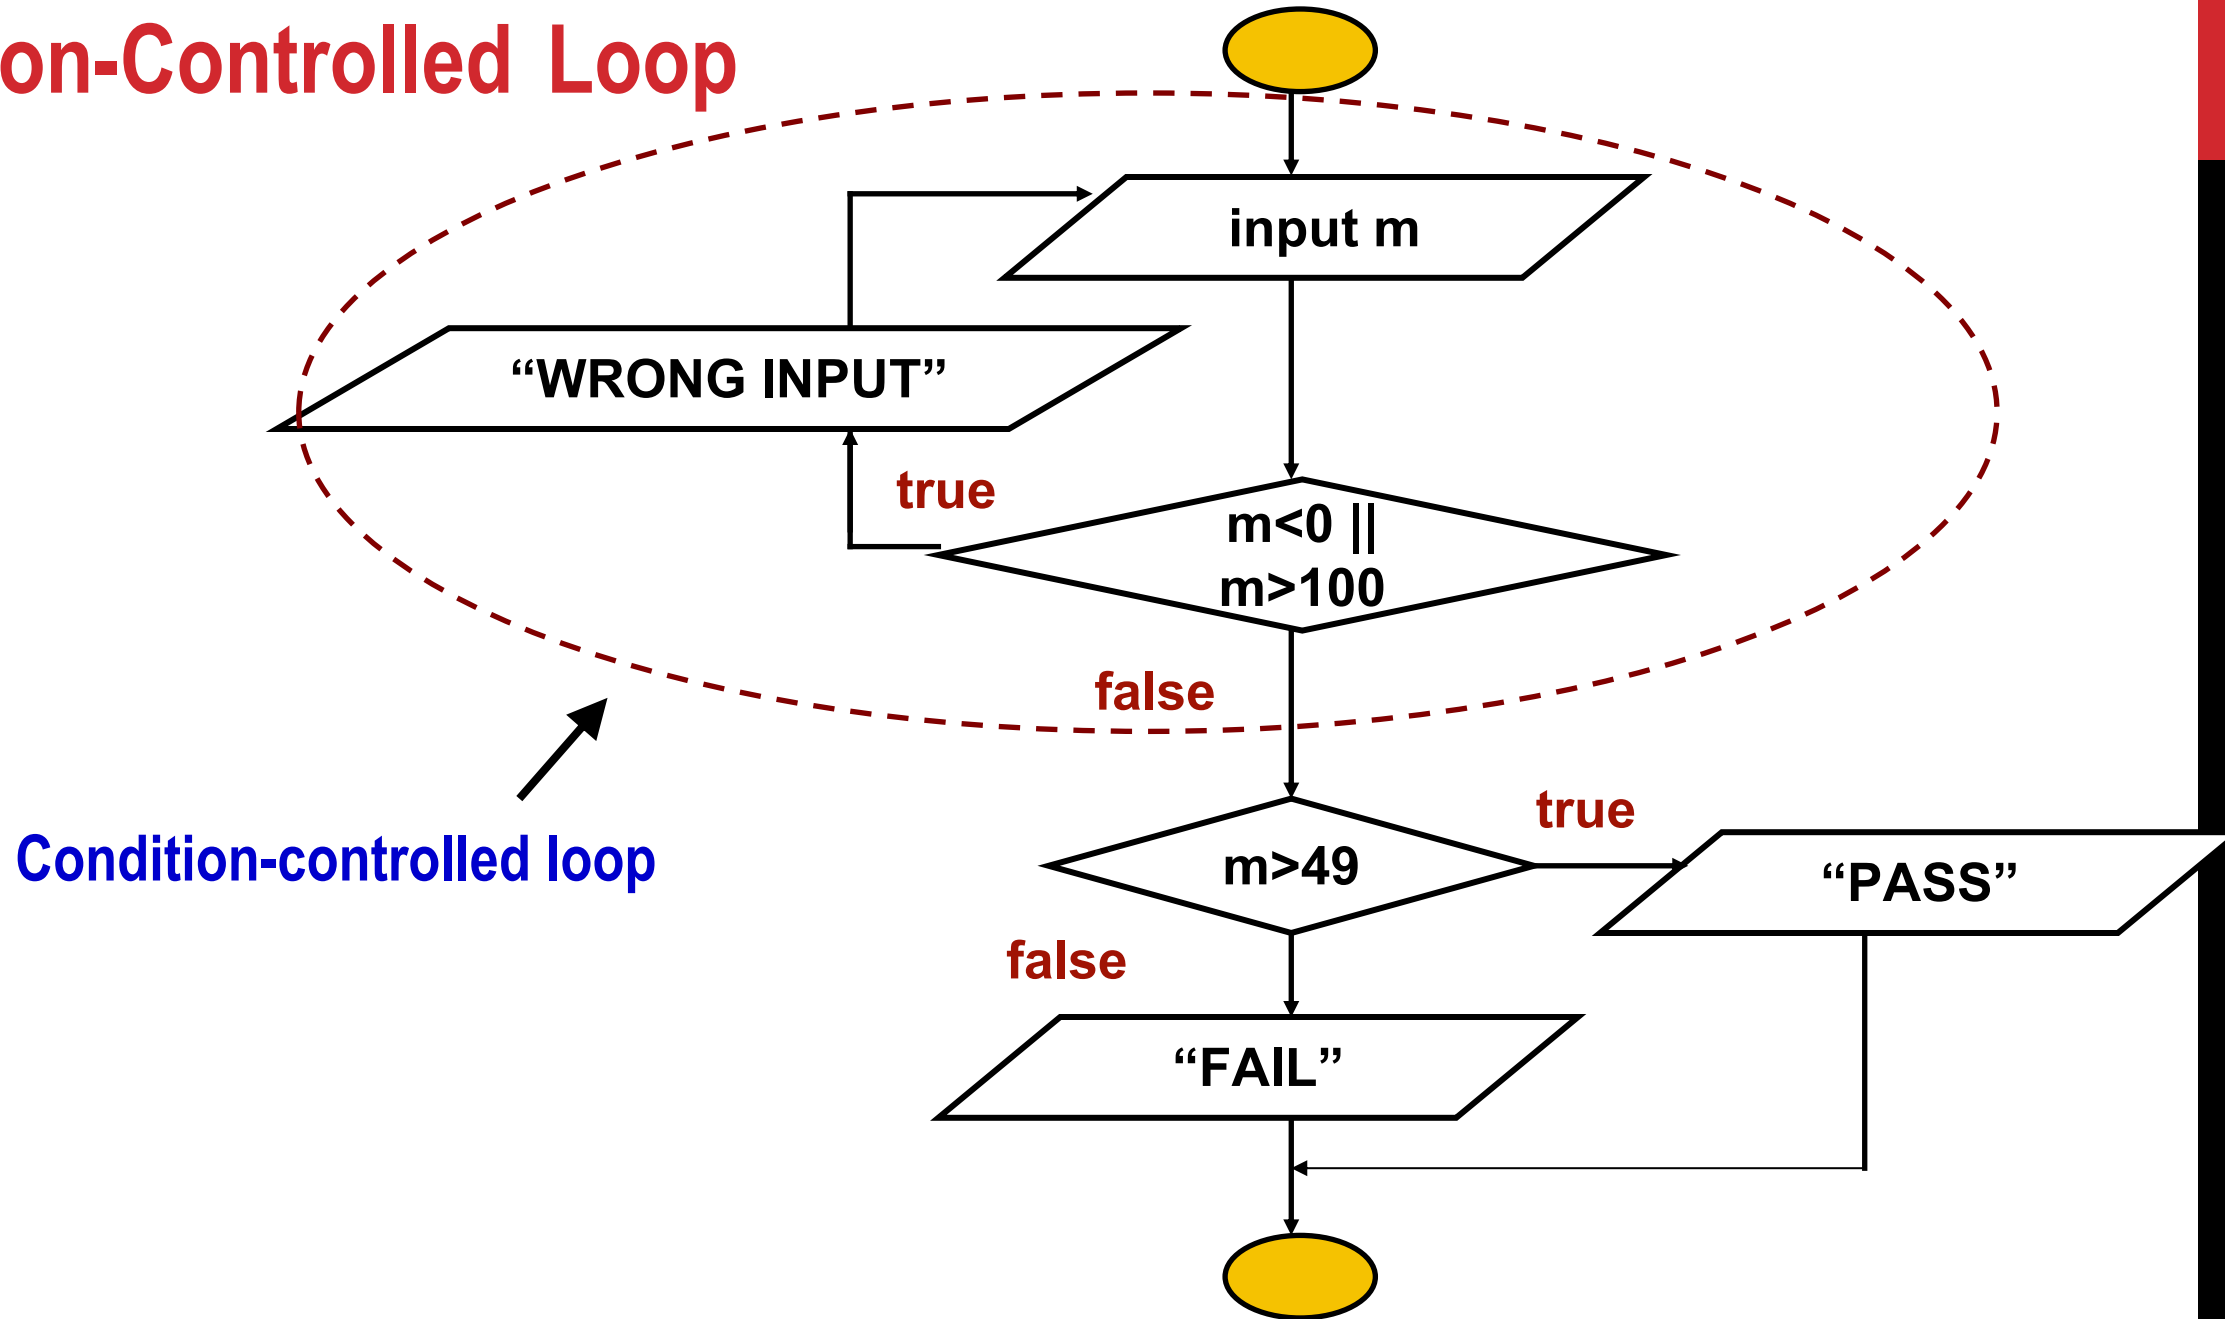 on-Controlled Loop
input m
“WRONG INPUT”
true
m<0 ||
m>100
false
Condition-controlled loop
true
m>49
“PASS”
false
“FAIL”